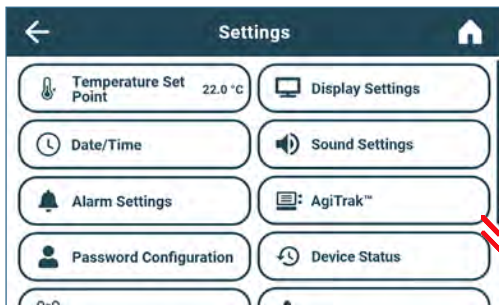 Settings
Temperature Set
Point
22.0 °C
Display Settings
Date/Time
Sound Settings
Alarm Settings
AgiTrak™
Password Configuration
Device Status